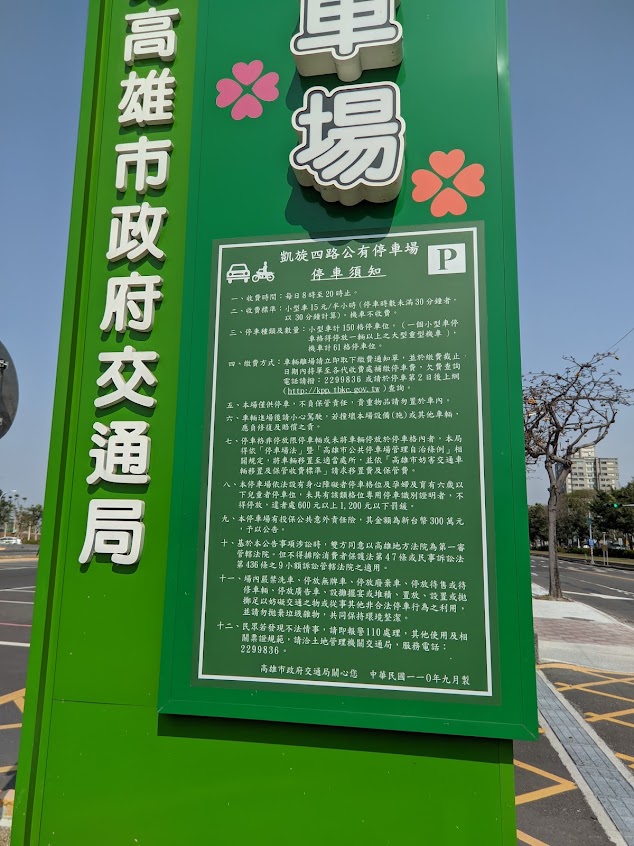 高雄市政府交通局
車場
凱旋四路公有停車場
停車須知
P
一、收費時間：每日8時至20時止。
二、收費標準：小型車15元/半小時(停車時數未滿30分鐘者，
以30分鐘計算)。機車不收費。
三、停車種類及數量：小型車計150格停車位。(一個小型車停
車格得停放一輛以上之大型重型機車)。
機車計61格停車位。
四、繳費方式：車輛離場請立即取下繳費通知單，並於繳費截止
日期內持單至各代收費處補繳停車費，欠費查詢
電話請撥：2299836 或請於停車第2日後上網
(http://kpp.tbkc.gov.tw)查詢。
五、本場僅供停車，不負保管責任，貴重物品請勿置於車內。
六、車輛進場後請小心駕駛，若撞壞本場設備(施)或其他車輛，
應負修復及賠償之責。
七、停車格非停放限停車輛或未將車輛停放於停車格內者，本局
得依「停車場法」暨「高雄市公共停車場管理自治條例」相
關規定，將車輛移置至適當處所，並依「高雄市妨害交通車
輛移置及保管收費標準」請求移置費及保管費。
八、本停車場依法設有身心障礙者停車格位及孕婦及育有六歲以
下兒童者停車位，未具有該類格位專用停車識別證明者，不
得停放，違者處600元以上1,200元以下罰鍰。
九、本停車場有投保公共意外責任險，其金額為新台幣300萬元
，予以公告。
十、基於本公告事項涉訟時，雙方同意以高雄地方法院為第一審
管轄法院。但不得排除消費者保護法第47條或民事訴訟法
第436條之9小額訴訟管轄法院之適用。
十一、場內嚴禁洗車、停放無牌車、停放廢棄車、停放待售或待
修車輛、停放廣告車、設攤擺宴或堆積、置放、設置或拋
擲足以妨礙交通之物或從事其他非合法停車行為之利用，
並請勿拋棄垃圾雜物，共同保持環境整潔。
十二、民眾若發現不法情事，請即報警110處理，其他使用及相
關票證規範，請洽土地管理機關交通局，服務電話：
2299836。
高雄市政府交通局關心您 中華民國一一0年九月製